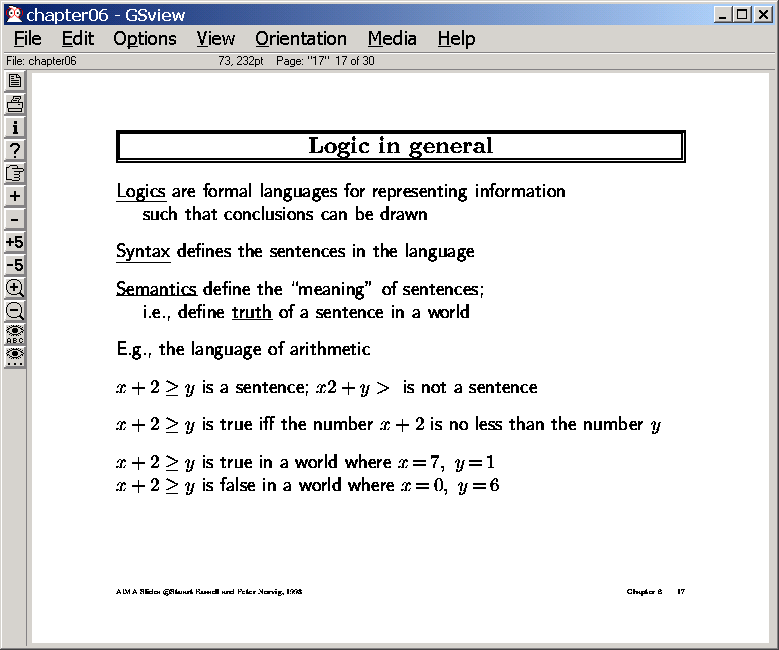 chapter06 - GSview
File Edit Options View Orientation Media Help
File: chapter06 73, 232pt Page: "17" 17 of 30
i
?
+
-
+5
-5
ABC
Logic in general
Logics are formal languages for representing information
such that conclusions can be drawn
Syntax defines the sentences in the language
Semantics define the “meaning” of sentences;
i.e., define truth of a sentence in a world
E.g., the language of arithmetic
x + 2 ≥ y is a sentence; x2 + y > is not a sentence
x + 2 ≥ y is true iff the number x + 2 is no less than the number y
x + 2 ≥ y is true in a world where x = 7, y = 1
x + 2 ≥ y is false in a world where x = 0, y = 6
AIMA Slides ©Stuart Russell and Peter Norvig, 1998 Chapter 6 17